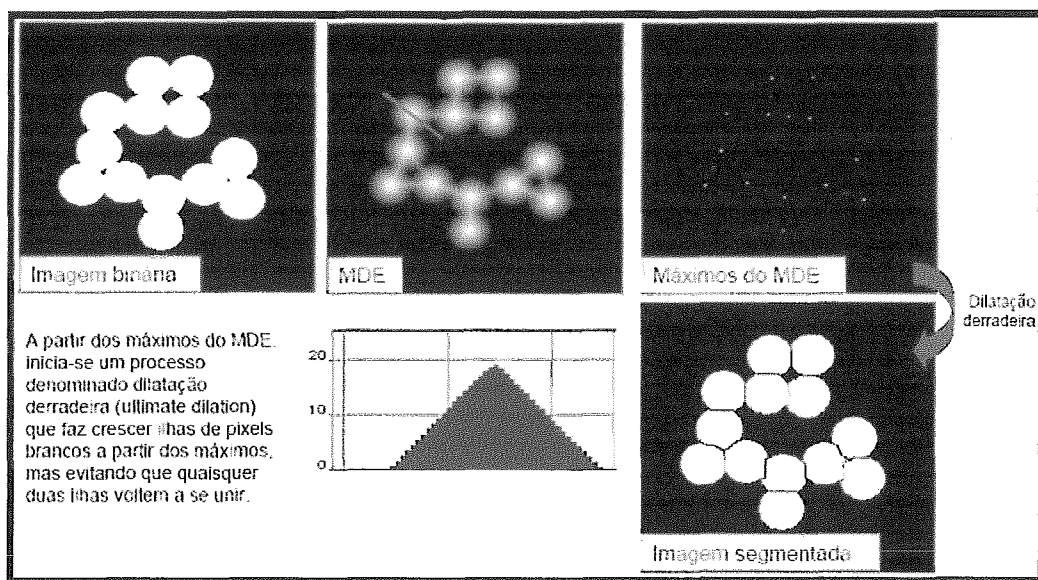 Imagem binária
MDE
Máximos do MDE
Dilatação
derradeira
A partir dos máximos do MDE,
inicia-se um processo
denominado dilatação
derradeira (ultimate dilation)
que faz crescer ilhas de pixels
brancos a partir dos máximos,
mas evitando que quaisquer
duas ilhas voltem a se unir.
20
10
0
Imagem segmentada